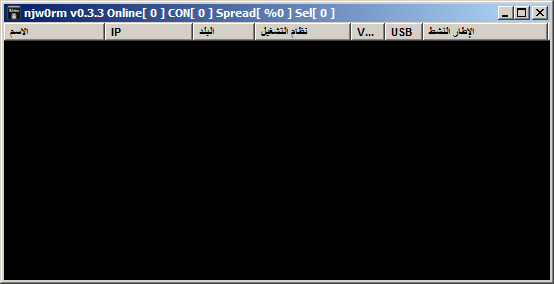 njw0rm v0.3.3 Online[ 0 ] CON[ 0 ] Spread[ %0 ] Sel[ 0 ]
الاسم IP البلد نظام التشغيل V... USB الإطار النشط